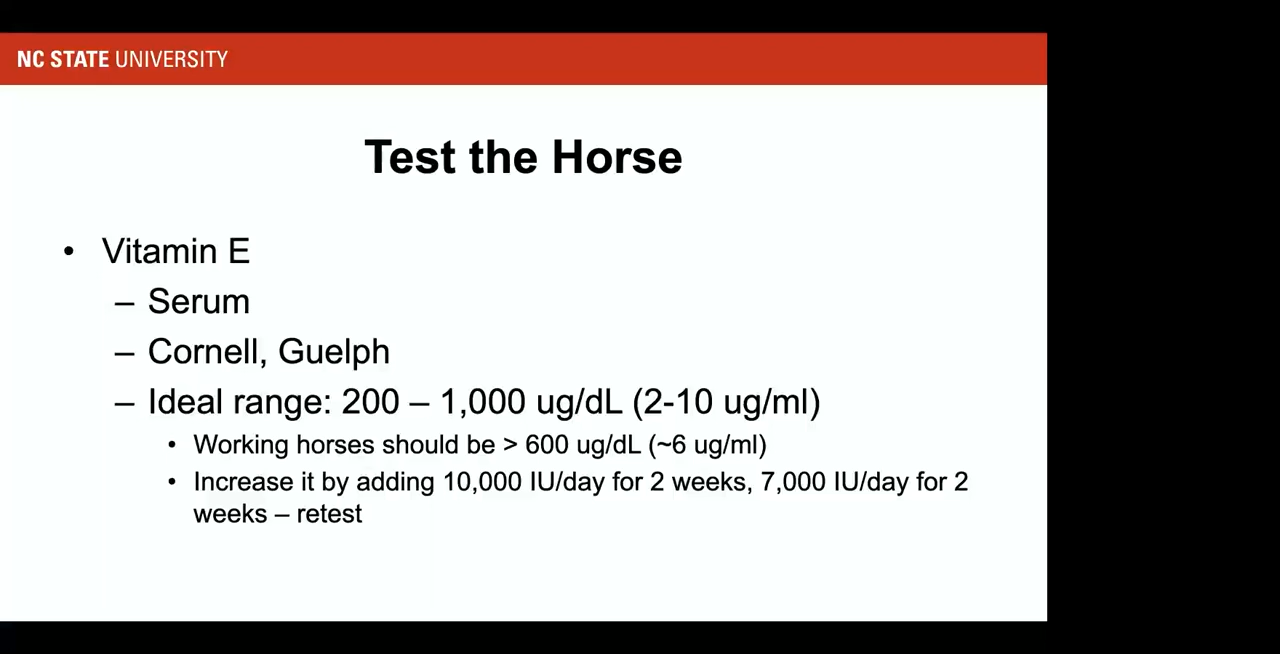 NC STATE UNIVERSITY
Test the Horse
• Vitamin E
– Serum
– Cornell, Guelph
– Ideal range: 200 – 1,000 ug/dL (2-10 ug/ml)
• Working horses should be > 600 ug/dL (~6 ug/ml)
• Increase it by adding 10,000 IU/day for 2 weeks, 7,000 IU/day for 2
weeks – retest